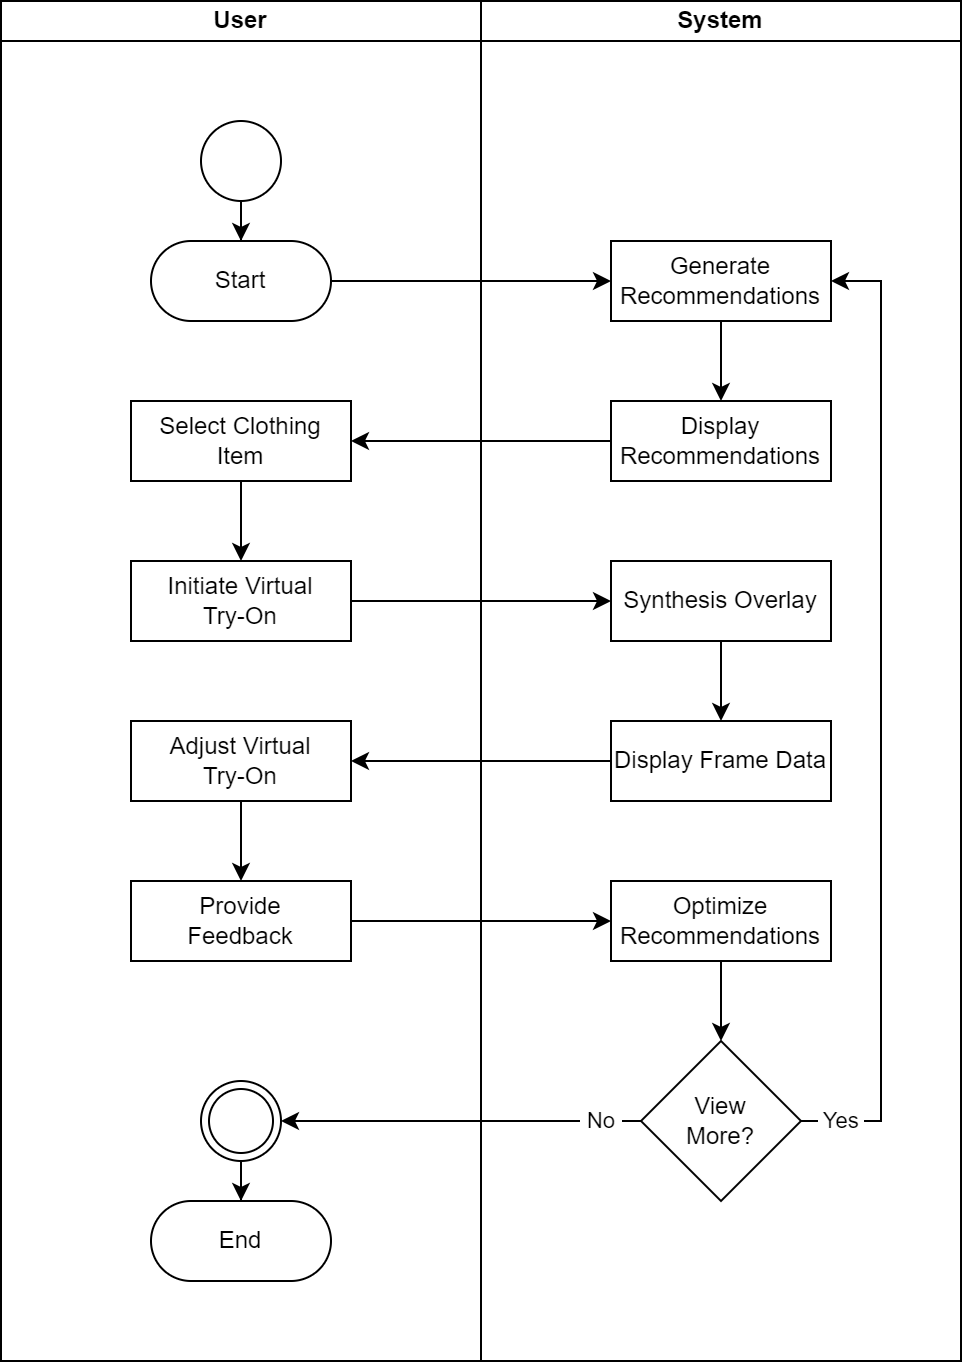 User
System
Start
Generate
Recommendations
Select Clothing
Item
Display
Recommendations
Initiate Virtual
Try-On
Synthesis Overlay
Adjust Virtual
Try-On
Display Frame Data
Provide
Feedback
Optimize
Recommendations
No
View
More?
Yes
End